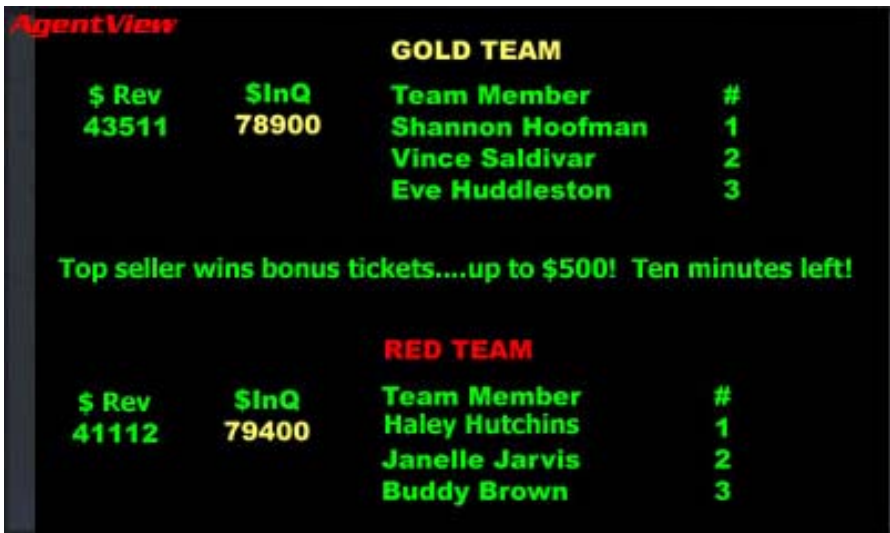 AgentView
GOLD TEAM
$ Rev $InQ Team Member #
43511 78900 Shannon Hoofman 1
Vince Saldivar 2
Eve Huddleston 3
Top seller wins bonus tickets....up to $500! Ten minutes left!
RED TEAM
$ Rev $InQ Team Member #
41112 79400 Haley Hutchins 1
Janelle Jarvis 2
Buddy Brown 3